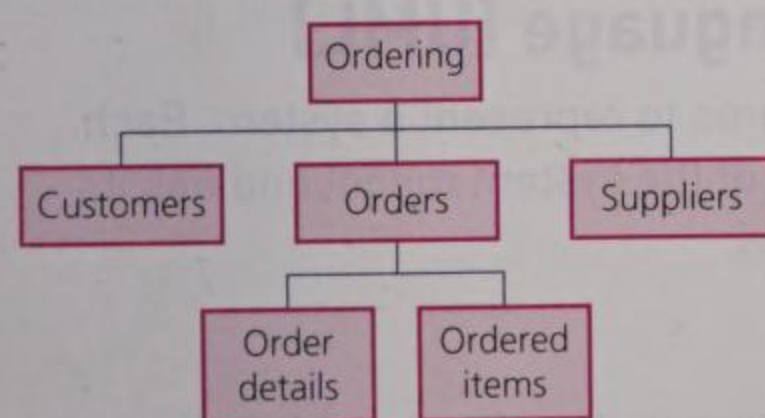 Ordering
Customers
Orders
Suppliers
Order
details
Ordered
items